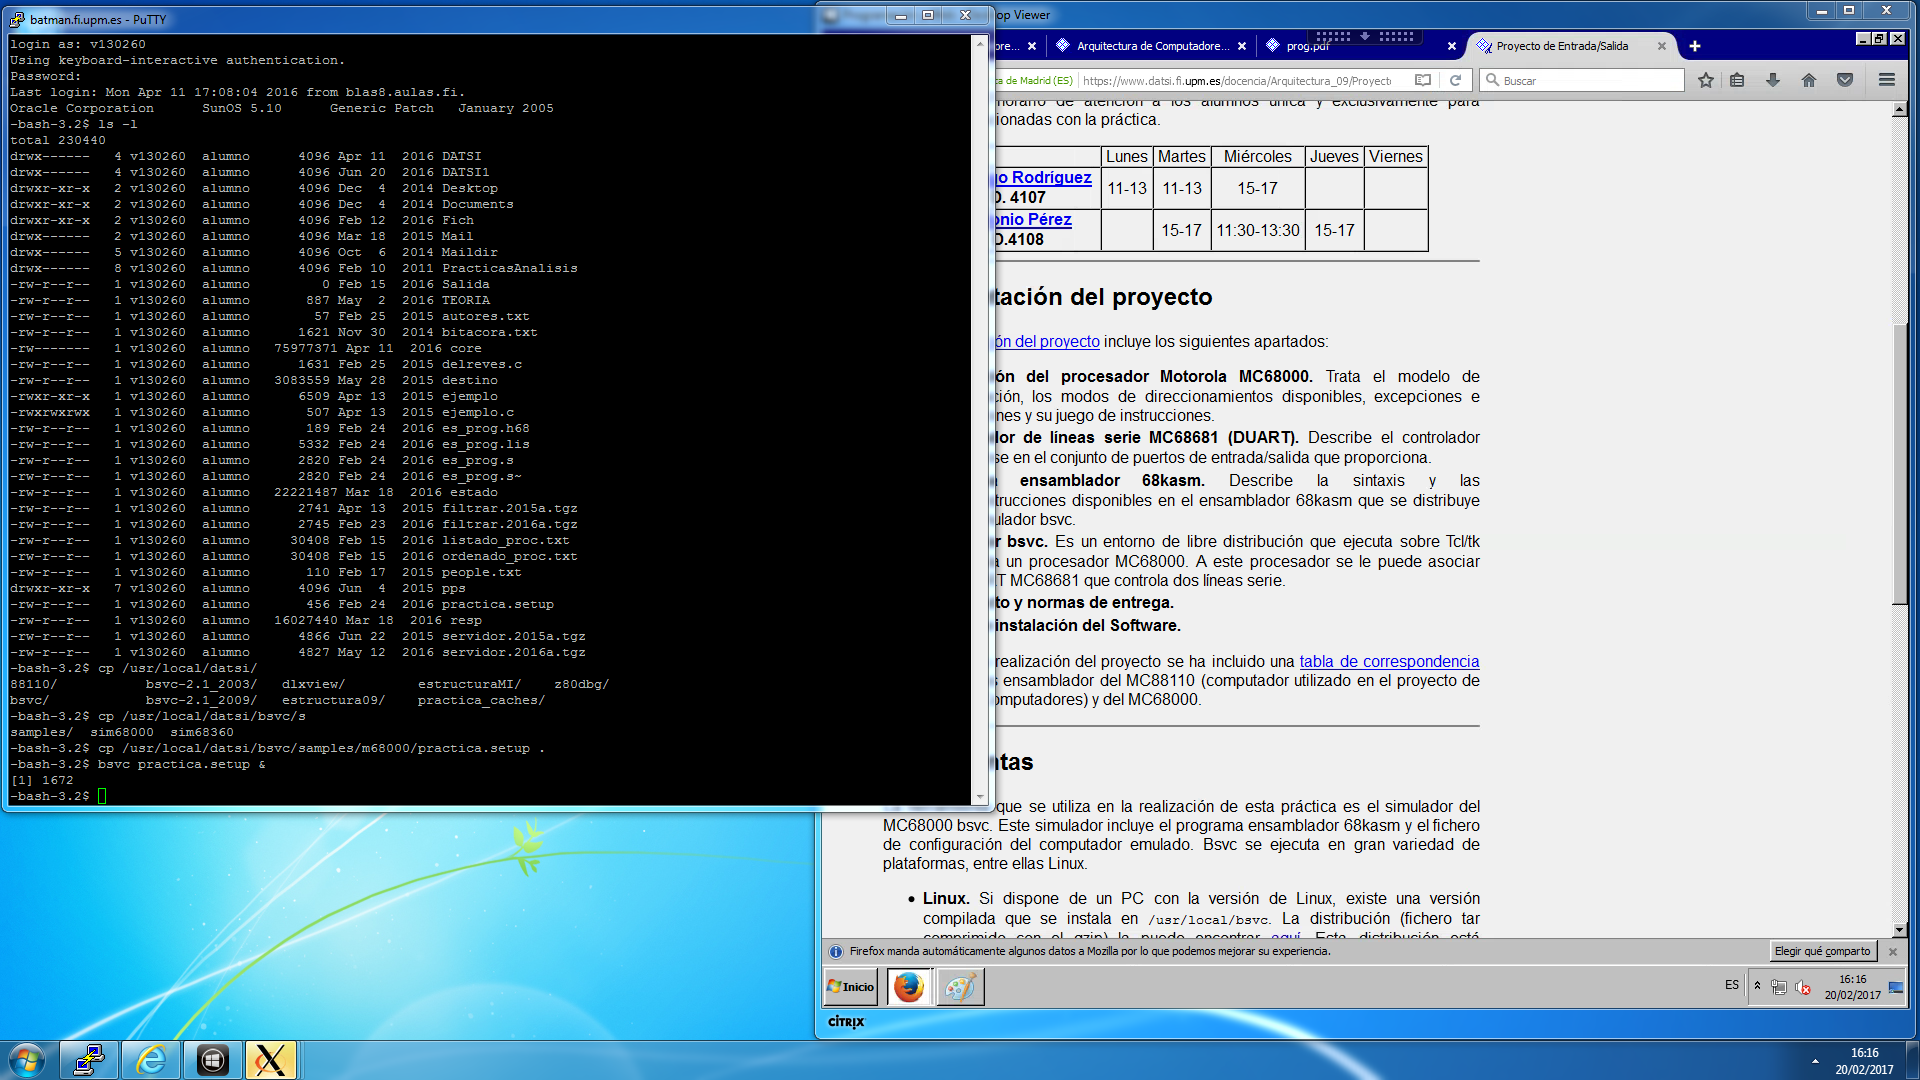 batman.fi.upm.es - PuTTY
login as: v130260
Using keyboard-interactive authentication.
Password:
Last login: Mon Apr 11 17:08:04 2016 from blas8.aulas.fi.
Oracle Corporation      SunOS 5.10      Generic Patch   January 2005
-bash-3.2$ ls -l
total 230440
drwx------   4 v130260  alumno      4096 Apr 11  2016 DATSI
drwx------   4 v130260  alumno      4096 Jun 20  2016 DATSI1
drwxr-xr-x   2 v130260  alumno      4096 Dec  4  2014 Desktop
drwxr-xr-x   2 v130260  alumno      4096 Dec  4  2014 Documents
drwxr-xr-x   2 v130260  alumno      4096 Feb 12  2016 Fich
drwx------   2 v130260  alumno      4096 Mar 18  2015 Mail
drwx------   5 v130260  alumno      4096 Oct  6  2014 Maildir
drwx------   8 v130260  alumno      4096 Feb 10  2011 PracticasAnalisis
-rw-r--r--   1 v130260  alumno         0 Feb 15  2016 Salida
-rw-r--r--   1 v130260  alumno       887 May  2  2016 TEORIA
-rw-r--r--   1 v130260  alumno        57 Feb 25  2015 autores.txt
-rw-r--r--   1 v130260  alumno      1621 Nov 30  2014 bitacora.txt
-rw-------   1 v130260  alumno   75977371 Apr 11  2016 core
-rw-r--r--   1 v130260  alumno      1631 Feb 25  2015 delreves.c
-rw-r--r--   1 v130260  alumno   3083559 May 28  2015 destino
-rwxr-xr-x   1 v130260  alumno      6509 Apr 13  2015 ejemplo
-rwxrwxrwx   1 v130260  alumno       507 Apr 13  2015 ejemplo.c
-rw-r--r--   1 v130260  alumno       189 Feb 24  2016 es_prog.h68
-rw-r--r--   1 v130260  alumno      5332 Feb 24  2016 es_prog.lis
-rw-r--r--   1 v130260  alumno      2820 Feb 24  2016 es_prog.s
-rw-r--r--   1 v130260  alumno      2820 Feb 24  2016 es_prog.s~
-rw-r--r--   1 v130260  alumno   22221487 Mar 18  2016 estado
-rw-r--r--   1 v130260  alumno      2741 Apr 13  2015 filtrar.2015a.tgz
-rw-r--r--   1 v130260  alumno      2745 Feb 23  2016 filtrar.2016a.tgz
-rw-r--r--   1 v130260  alumno     30408 Feb 15  2016 listado_proc.txt
-rw-r--r--   1 v130260  alumno     30408 Feb 15  2016 ordenado_proc.txt
-rw-r--r--   1 v130260  alumno       110 Feb 17  2015 people.txt
drwxr-xr-x   7 v130260  alumno      4096 Jun  4  2015 pps
-rw-r--r--   1 v130260  alumno       456 Feb 24  2016 practica.setup
-rw-r--r--   1 v130260  alumno   16027440 Mar 18  2016 resp
-rw-r--r--   1 v130260  alumno      4866 Jun 22  2015 servidor.2015a.tgz
-rw-r--r--   1 v130260  alumno      4827 May 12  2016 servidor.2016a.tgz
-bash-3.2$ cp /usr/local/datsi/
88110/           bsvc-2.1_2003/   dlxview/         estructuraMI/    z80dbg/
bsvc/            bsvc-2.1_2009/   estructura09/    practica_caches/
-bash-3.2$ cp /usr/local/datsi/bsvc/s
samples/  sim68000  sim68360
-bash-3.2$ cp /usr/local/datsi/bsvc/samples/m68000/practica.setup .
-bash-3.2$ bsvc practica.setup &
[1] 1672
-bash-3.2$
op Viewer
ore... Arquitectura de Computadore... prog.pdf Proyecto de Entrada/Salida
ca de Madrid (ES) https://www.datsi.fi.upm.es/docencia/Arquitectura_09/Proyecto Buscar
horario de atención a los alumnos única y exclusivamente para
ionadas con la práctica.
Lunes Martes Miércoles Jueves Viernes
go Rodríguez
D. 4107 11-13 11-13 15-17
onio Pérez
D.4108 15-17 11:30-13:30 15-17
tación del proyecto
ón del proyecto incluye los siguientes apartados:
ón del procesador Motorola MC68000. Trata el modelo de
ción, los modos de direccionamientos disponibles, excepciones e
nes y su juego de instrucciones.
dor de líneas serie MC68681 (DUART). Describe el controlador
se en el conjunto de puertos de entrada/salida que proporciona.
ensamblador 68kasm. Describe la sintaxis y las
trucciones disponibles en el ensamblador 68kasm que se distribuye
ulador bsvc.
r bsvc. Es un entorno de libre distribución que ejecuta sobre Tcl/tk
a un procesador MC68000. A este procesador se le puede asociar
T MC68681 que controla dos líneas serie.
to y normas de entrega.
instalación del Software.
realización del proyecto se ha incluido una tabla de correspondencia
s ensamblador del MC88110 (computador utilizado en el proyecto de
omputadores) y del MC68000.
ntas
que se utiliza en la realización de esta práctica es el simulador del
MC68000 bsvc. Este simulador incluye el programa ensamblador 68kasm y el fichero
de configuración del computador emulado. Bsvc se ejecuta en gran variedad de
plataformas, entre ellas Linux.
• Linux. Si dispone de un PC con la versión de Linux, existe una versión
compilada que se instala en /usr/local/bsvc. La distribución (fichero tar
comprimido con el gzip) la puede encontrar aquí. Esta distribución está
Firefox manda automáticamente algunos datos a Mozilla por lo que podemos mejorar su experiencia. Elegir qué comparto
Inicio ES 16:16
20/02/2017
CITRIX
16:16
20/02/2017